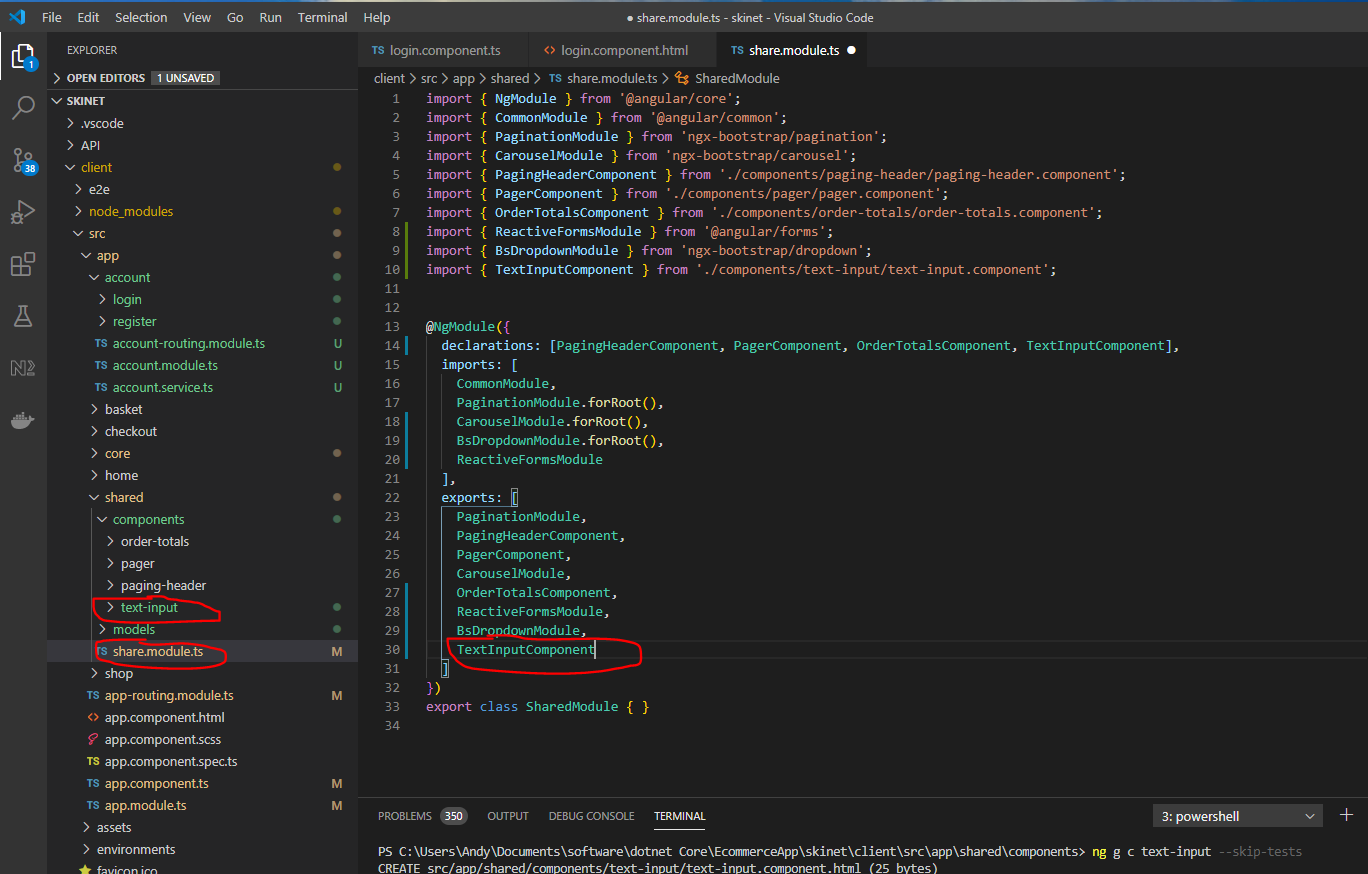 File Edit Selection View Go Run Terminal Help
● share.module.ts - skinet - Visual Studio Code
EXPLORER
OPEN EDITORS 1 UNSAVED
SKINET
.vscode
API
client
e2e
node_modules
src
app
account
login
register
TS account-routing.module.ts U
TS account.module.ts U
TS account.service.ts U
basket
checkout
core
home
shared
components
order-totals
pager
paging-header
text-input
models
TS share.module.ts M
shop
TS app-routing.module.ts M
<> app.component.html
app.component.scss
TS app.component.spec.ts
TS app.component.ts M
TS app.module.ts M
assets
environments
favicon.ico
1
38
TS login.component.ts <> login.component.html TS share.module.ts ●
client > src > app > shared > TS share.module.ts > SharedModule
1 import { NgModule } from '@angular/core';
2 import { CommonModule } from '@angular/common';
3 import { PaginationModule } from 'ngx-bootstrap/pagination';
4 import { CarouselModule } from 'ngx-bootstrap/carousel';
5 import { PagingHeaderComponent } from './components/paging-header/paging-header.component';
6 import { PagerComponent } from './components/pager/pager.component';
7 import { OrderTotalsComponent } from './components/order-totals/order-totals.component';
8 import { ReactiveFormsModule } from '@angular/forms';
9 import { BsDropdownModule } from 'ngx-bootstrap/dropdown';
10 import { TextInputComponent } from './components/text-input/text-input.component';
11
12
13 @NgModule({
14 declarations: [PagingHeaderComponent, PagerComponent, OrderTotalsComponent, TextInputComponent],
15 imports: [
16 CommonModule,
17 PaginationModule.forRoot(),
18 CarouselModule.forRoot(),
19 BsDropdownModule.forRoot(),
20 ReactiveFormsModule
21 ],
22 exports: [
23 PaginationModule,
24 PagingHeaderComponent,
25 PagerComponent,
26 CarouselModule,
27 OrderTotalsComponent,
28 ReactiveFormsModule,
29 BsDropdownModule,
30 TextInputComponent
31 ]
32 })
33 export class SharedModule { }
34
PROBLEMS 350 OUTPUT DEBUG CONSOLE TERMINAL 3: powershell
PS C:\Users\Andy\Documents\software\dotnet Core\EcommerceApp\skinet\client\src\app\shared\components> ng g c text-input --skip-tests
CREATE src/app/shared/components/text-input/text-input.component.html (25 bytes)